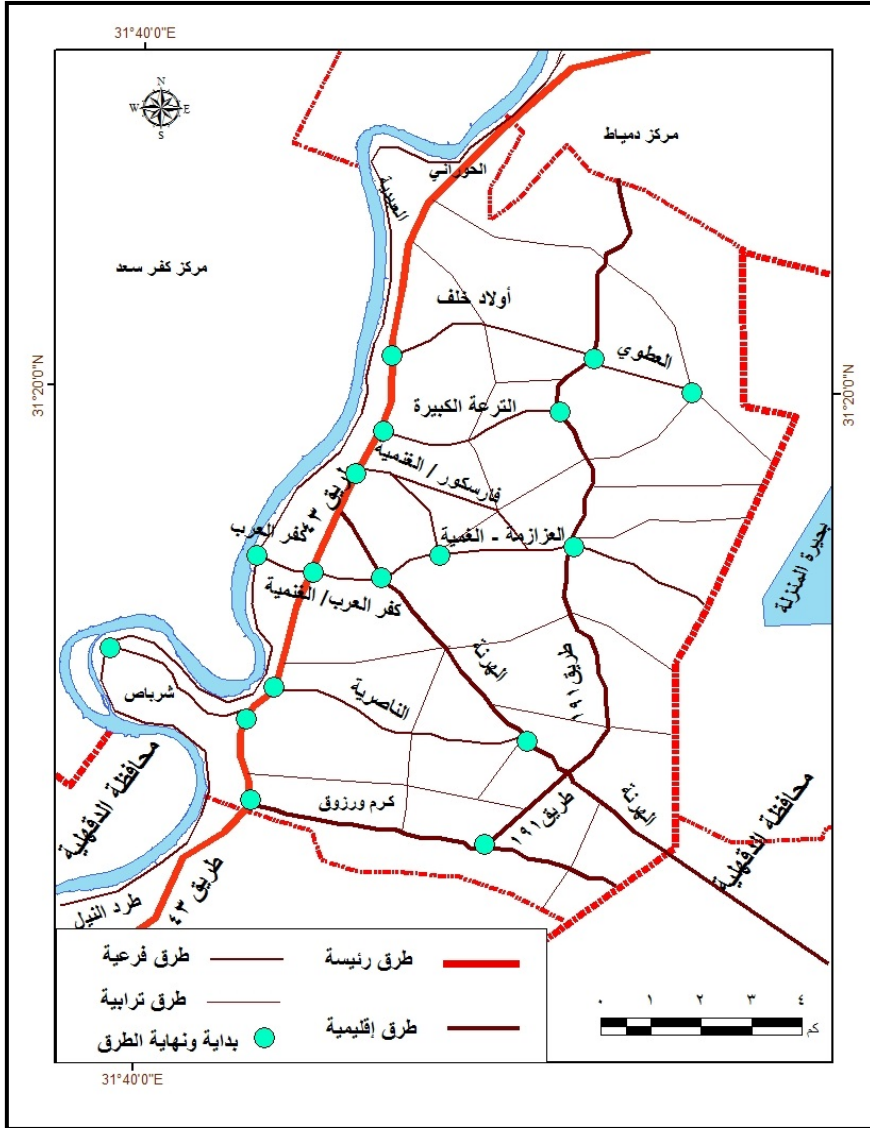 31°40'0"E
N
W E
S
مركز دمياط
الحوراني
العبيدية
مركز كفر سعد
أولاد خلف
العطوي
31°20'0"N
31°20'0"N
الترعة الكبيرة
فارسكور / الغنمية
طريق ٤٣
كفر العرب
العزازمة - الغمية
بحيرة المنزلة
كفر العرب/ الغنمية
الهرنة
طريق ١٩١
شرباص
الناصرية
محافظة الدقهلية
كرم ورزوق
طريق ١٩١
الهرنة
محافظة الدقهلية
طريق ٤٣
طرد النيل
طرق رئيسة
طرق فرعية
طرق ترابية
طرق إقليمية
بداية ونهاية الطرق
٠ ١ ٢ ٣ ٤
كم
31°40'0"E